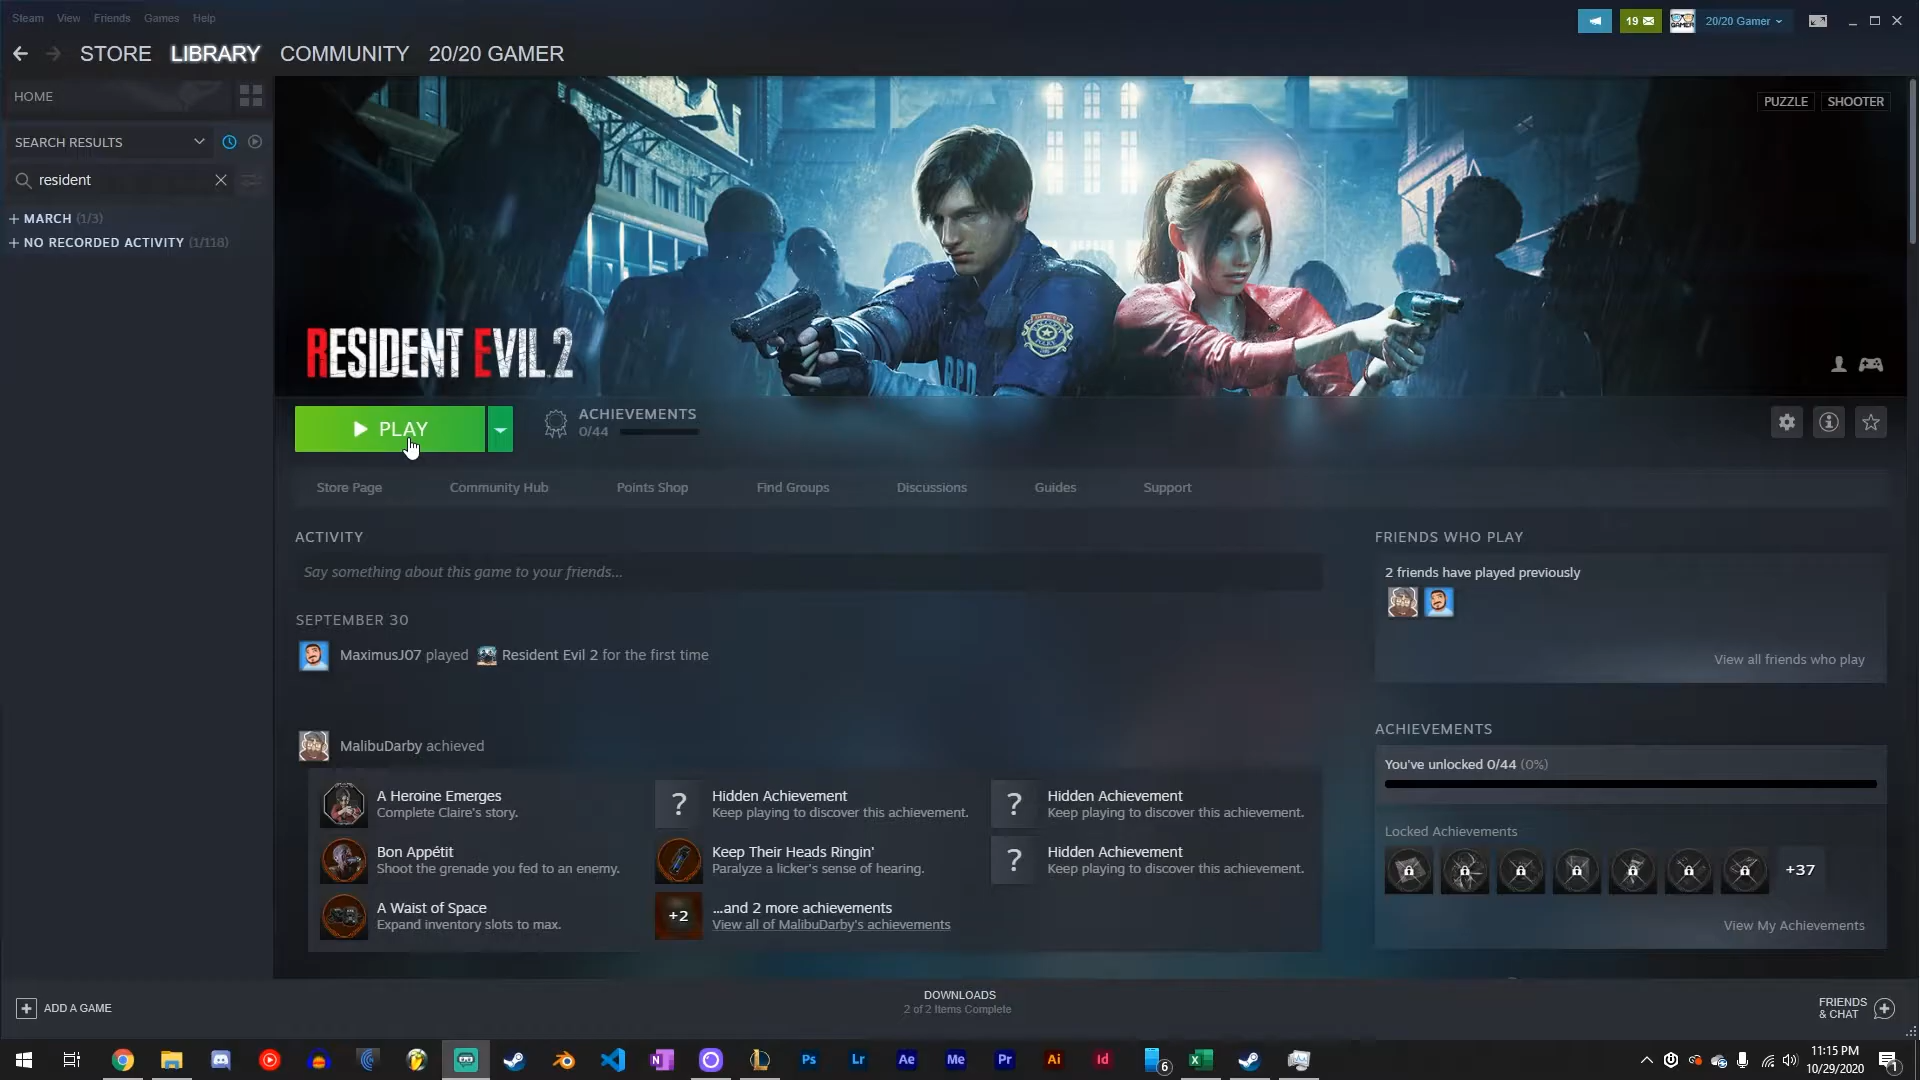 Steam View Friends Games Help
19
20/20 Gamer
STORE LIBRARY COMMUNITY 20/20 GAMER
HOME
SEARCH RESULTS
resident
+ MARCH (1/3)
+ NO RECORDED ACTIVITY (1/118)
PUZZLE SHOOTER
RPD
RESIDENT EVIL 2
PLAY
ACHIEVEMENTS
0/44
Store Page Community Hub Points Shop Find Groups Discussions Guides Support
ACTIVITY
Say something about this game to your friends...
SEPTEMBER 30
MaximusJ07 played Resident Evil 2 for the first time
MalibuDarby achieved
A Heroine Emerges
Complete Claire's story.
?
Hidden Achievement
Keep playing to discover this achievement.
?
Hidden Achievement
Keep playing to discover this achievement.
Bon Appétit
Shoot the grenade you fed to an enemy.
Keep Their Heads Ringin'
Paralyze a licker's sense of hearing.
?
Hidden Achievement
Keep playing to discover this achievement.
A Waist of Space
Expand inventory slots to max.
+2
...and 2 more achievements
View all of MalibuDarby's achievements
FRIENDS WHO PLAY
2 friends have played previously
View all friends who play
ACHIEVEMENTS
You've unlocked 0/44 (0%)
Locked Achievements
+37
View My Achievements
ADD A GAME
DOWNLOADS
2 of 2 Items Complete
FRIENDS
& CHAT
Ps Lr Ae Me Pr Ai Id 6
11:15 PM
10/29/2020
1